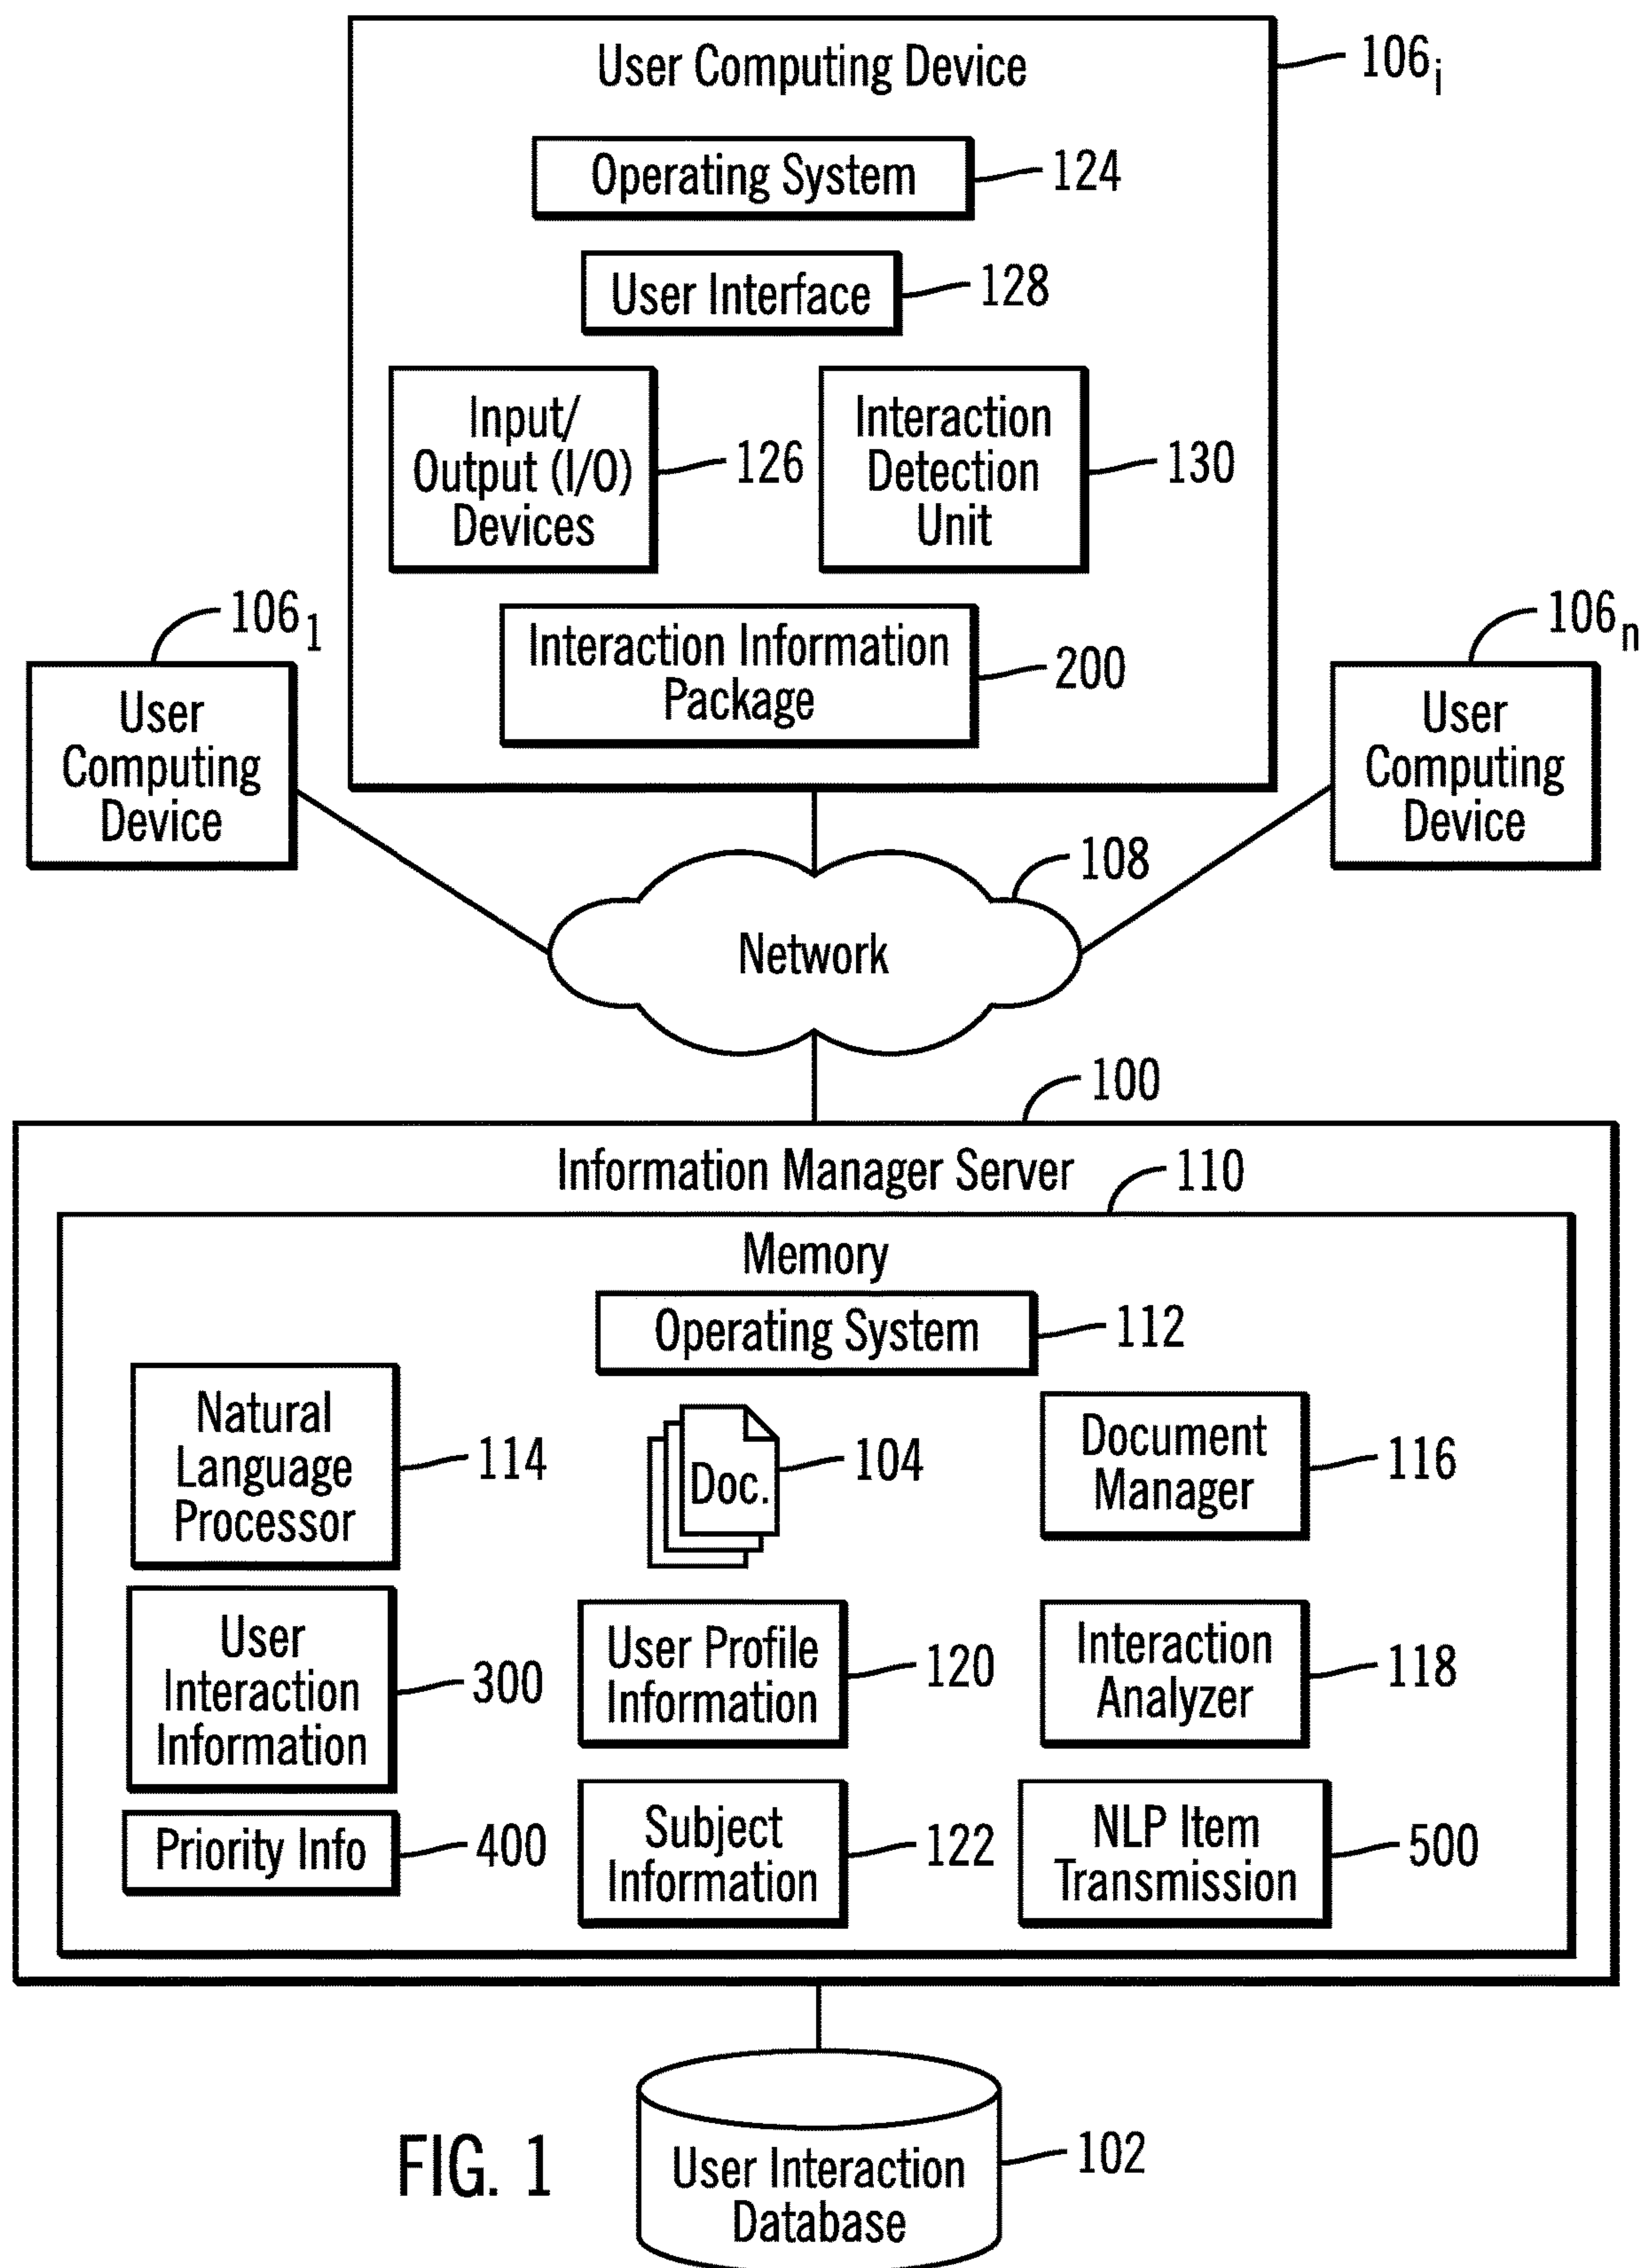 User Computing Device
106i
Operating System
124
User Interface
128
Input/
Output (I/O)
Devices
126
Interaction
Detection
Unit
130
Interaction Information
Package
200
1061
User
Computing
Device
106n
User
Computing
Device
108
Network
100
Information Manager Server
110
Memory
Operating System
112
Natural
Language
Processor
114
Doc.
104
Document
Manager
116
User
Interaction
Information
300
User Profile
Information
120
Interaction
Analyzer
118
Priority Info
400
Subject
Information
122
NLP Item
Transmission
500
FIG. 1
User Interaction
Database
102